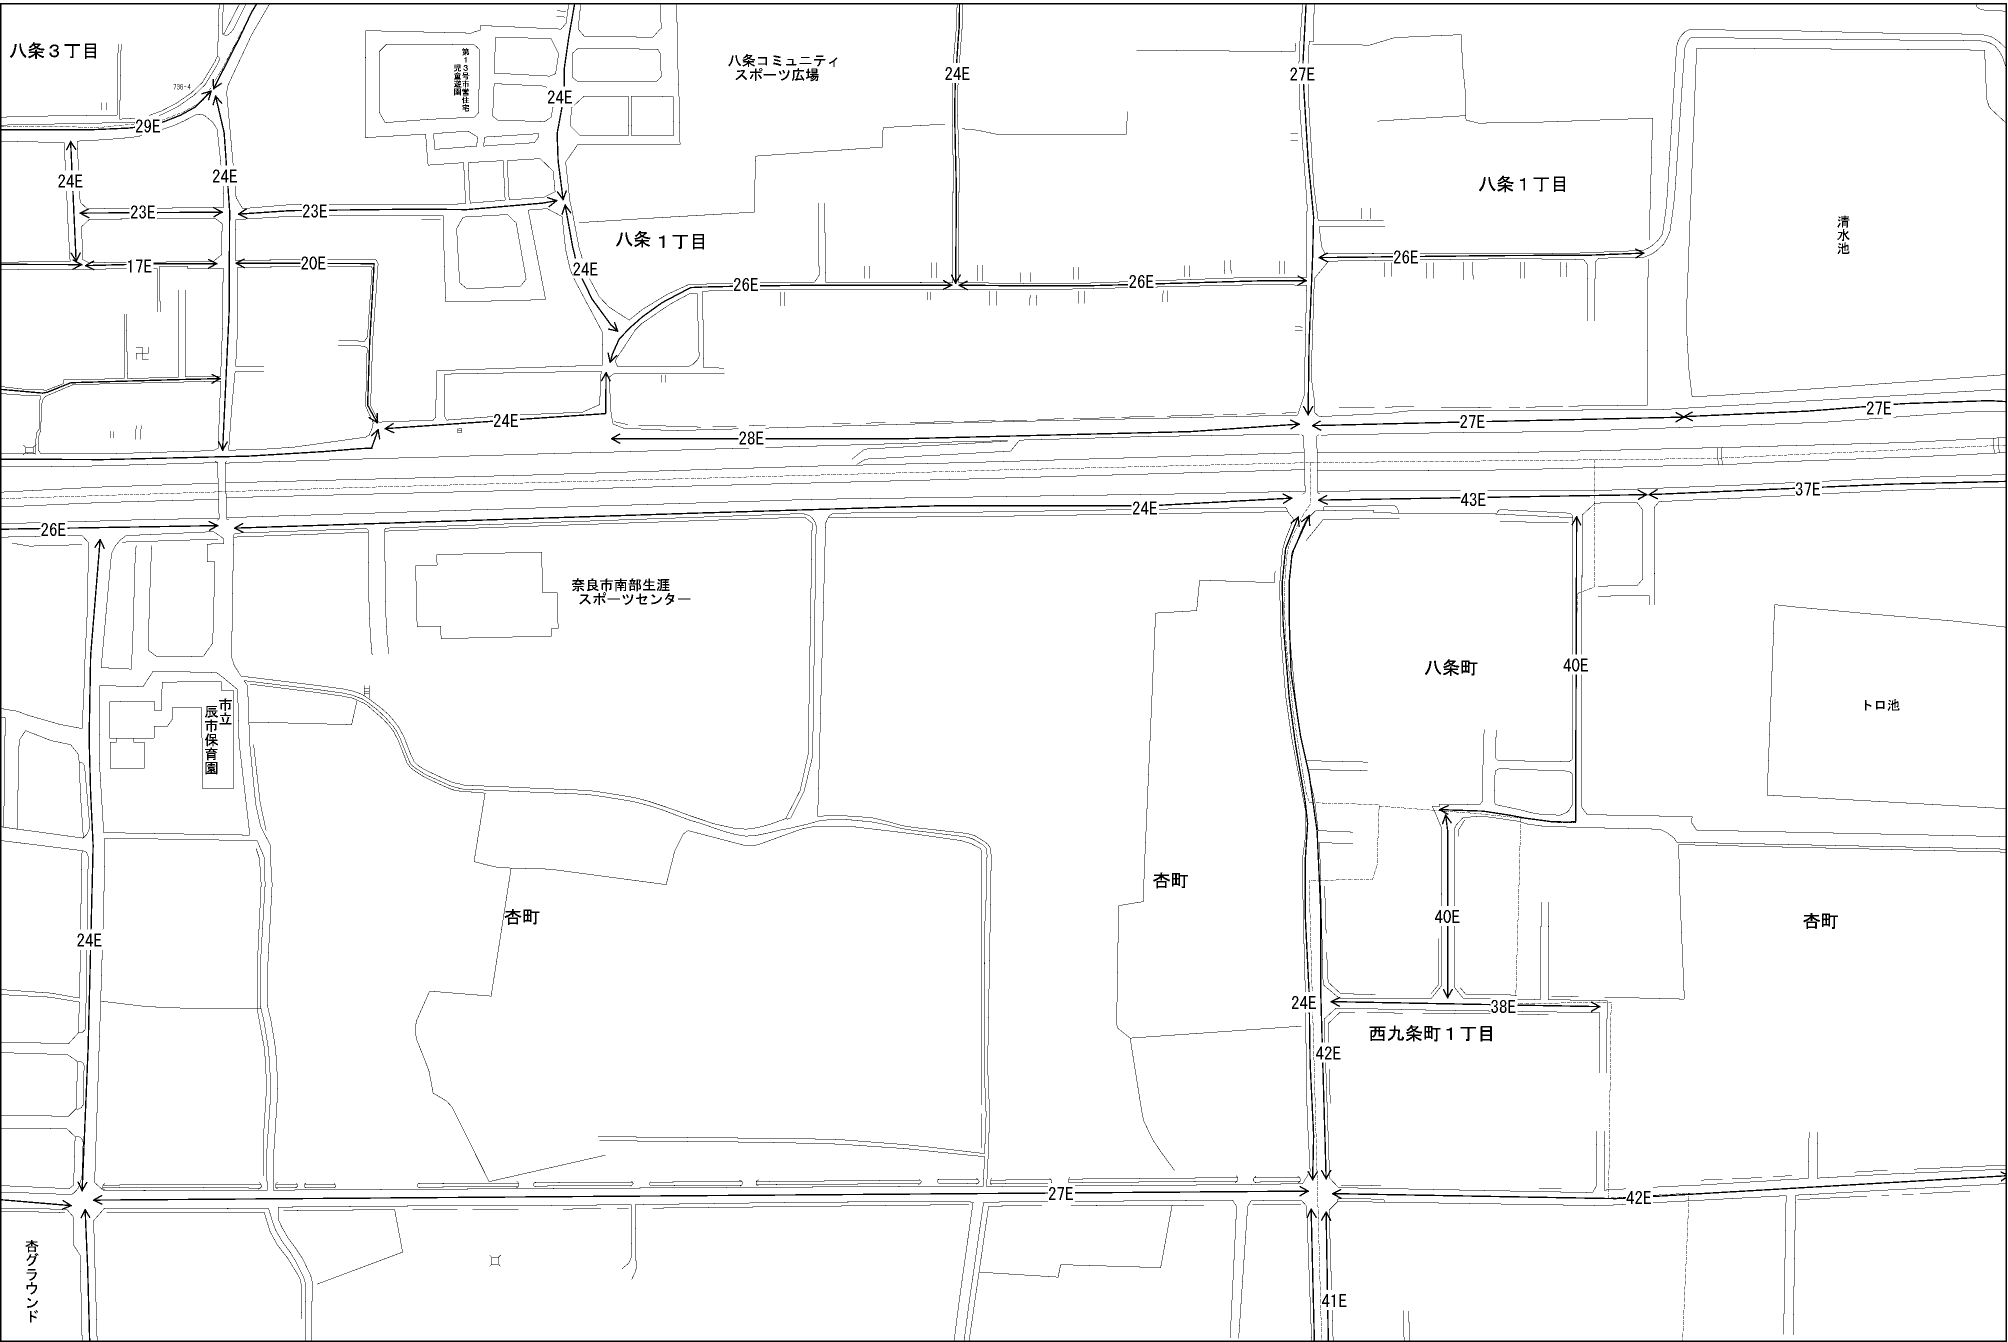 八条３丁目
736-4
29E
24E
24E
23E
23E
17E
20E
第13号市営住宅
児童遊園
24E
八条コミュニティ
スポーツ広場
24E
27E
八条１丁目
清水池
八条１丁目
24E
26E
26E
26E
24E
28E
27E
27E
26E
24E
43E
37E
奈良市南部生涯
スポーツセンター
八条町
40E
トロ池
市立
辰市保育園
杏町
杏町
杏町
24E
40E
24E
38E
西九条町１丁目
42E
27E
42E
杏グラウンド
41E